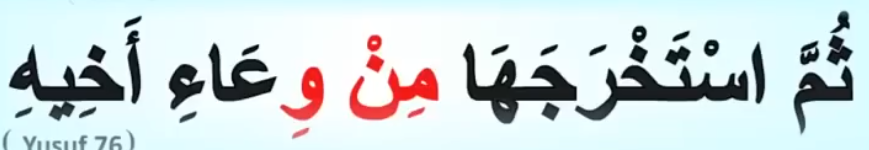 ثُمَّ اسْتَخْرَجَهَا مِنْ وِعَاءِ أَخِيهِ
( Yusuf 76)